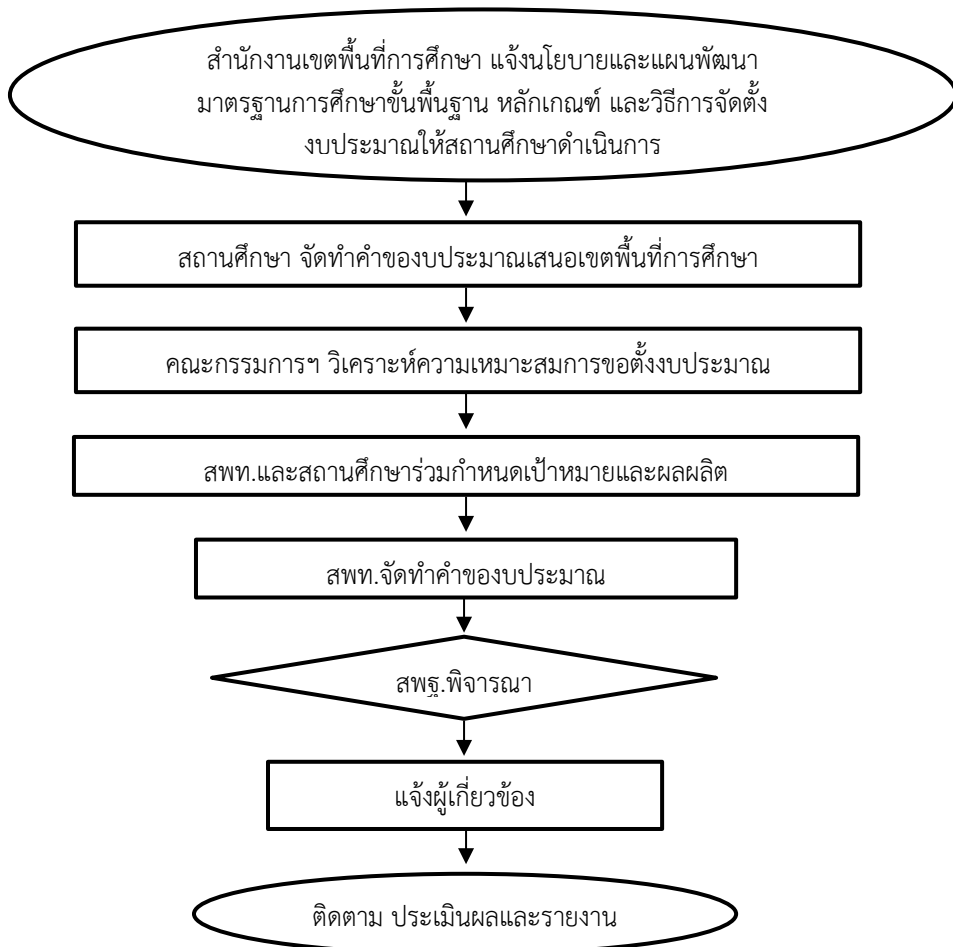 สำนักงานเขตพื้นที่การศึกษา แจ้งนโยบายและแผนพัฒนา
มาตรฐานการศึกษาขั้นพื้นฐาน หลักเกณฑ์ และวิธีการจัดตั้ง
งบประมาณให้สถานศึกษาดำเนินการ
สถานศึกษา จัดทำคำของบประมาณเสนอเขตพื้นที่การศึกษา
คณะกรรมการฯ วิเคราะห์ความเหมาะสมการขอตั้งงบประมาณ
สพท.และสถานศึกษาร่วมกำหนดเป้าหมายและผลผลิต
สพท.จัดทำคำของบประมาณ
สพฐ.พิจารณา
แจ้งผู้เกี่ยวข้อง
ติดตาม ประเมินผลและรายงาน